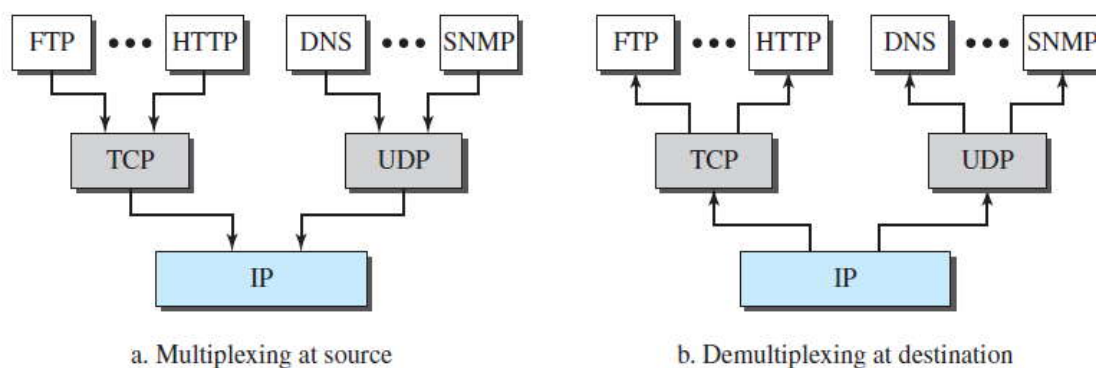 FTP ••• HTTP DNS ••• SNMP FTP ••• HTTP DNS ••• SNMP
TCP UDP TCP UDP
IP IP
a. Multiplexing at source b. Demultiplexing at destination